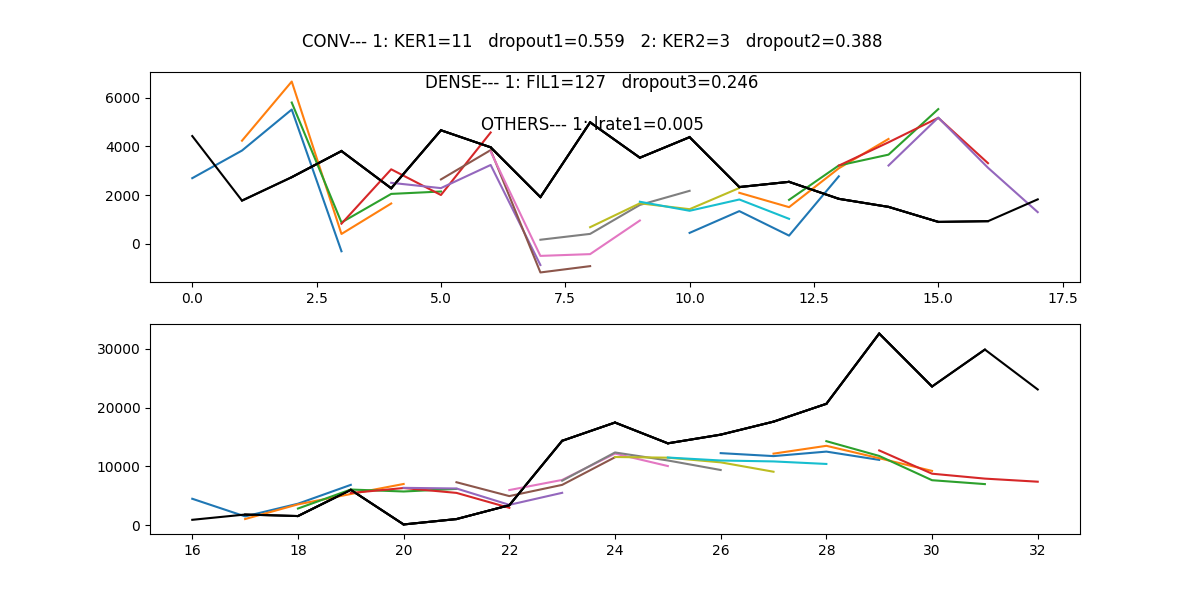 CONV--- 1: KER1=11   dropout1=0.559   2: KER2=3   dropout2=0.388
DENSE--- 1: FIL1=127   dropout3=0.246
OTHERS--- 1: lrate1=0.005
6000
4000
2000
0
0.0 2.5 5.0 7.5 10.0 12.5 15.0 17.5
30000
20000
10000
0
16 18 20 22 24 26 28 30 32